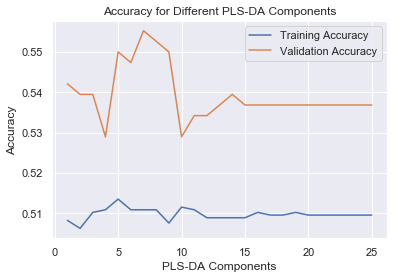 Accuracy for Different PLS-DA Components
Training Accuracy
Validation Accuracy
0.55
0.54
0.53
0.52
0.51
Accuracy
0
5
10
15
20
25
PLS-DA Components